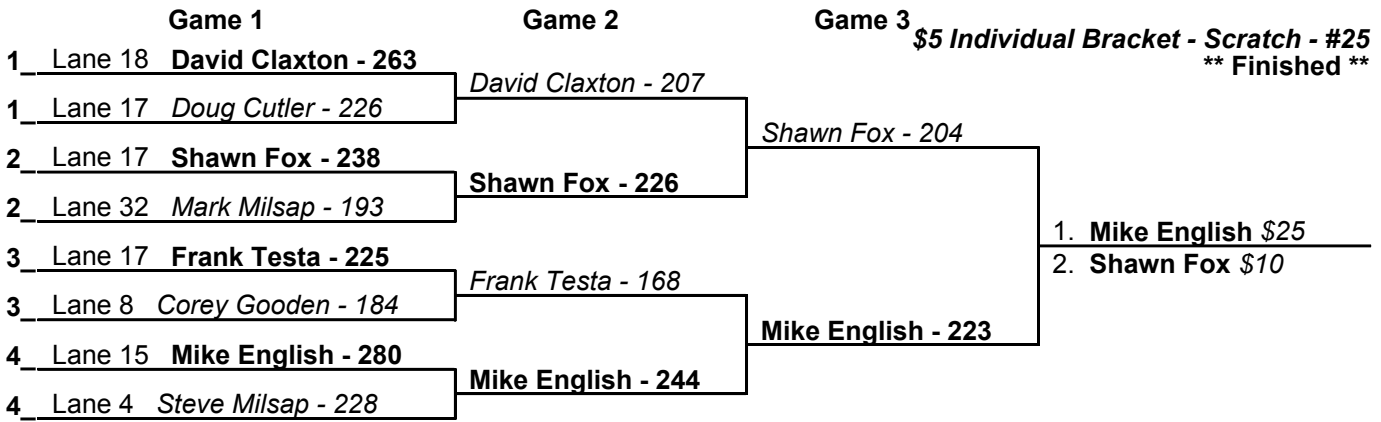 Game 1 Game 2 Game 3
$5 Individual Bracket - Scratch - #25
** Finished **
1_ Lane 18 David Claxton - 263
1_ Lane 17 Doug Cutler - 226
2_ Lane 17 Shawn Fox - 238
2_ Lane 32 Mark Milsap - 193
3_ Lane 17 Frank Testa - 225
3_ Lane 8 Corey Gooden - 184
4_ Lane 15 Mike English - 280
4_ Lane 4 Steve Milsap - 228
David Claxton - 207
Shawn Fox - 226
Frank Testa - 168
Mike English - 244
Shawn Fox - 204
Mike English - 223
1. Mike English $25
2. Shawn Fox $10